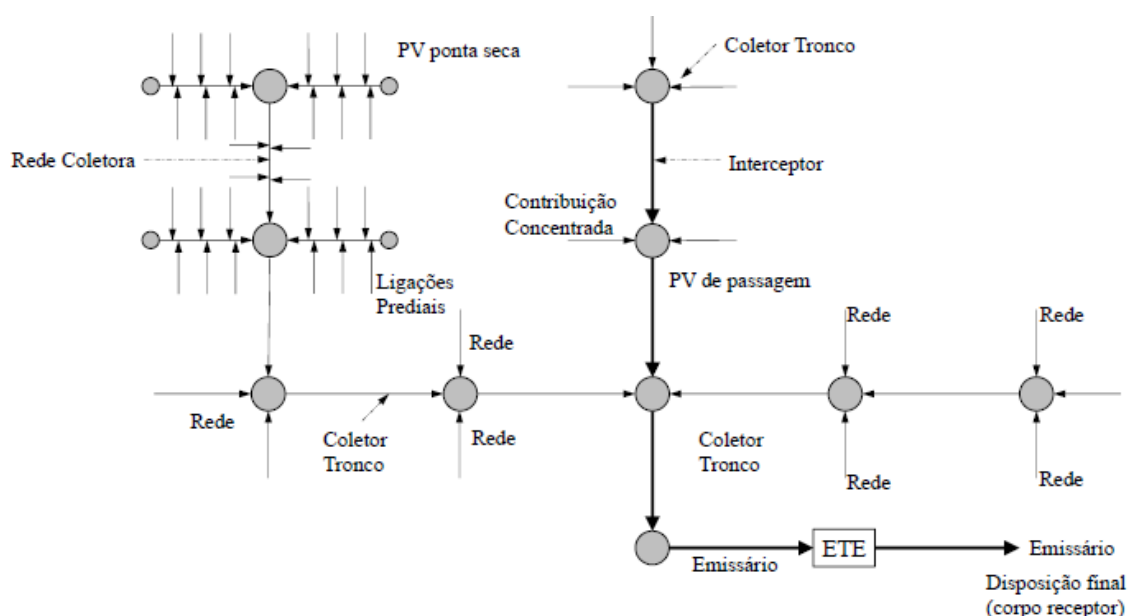 PV ponta seca
Coletor Tronco
Rede Coletora
Interceptor
Contribuição
Concentrada
Ligações
Prediais
PV de passagem
Rede
Rede
Rede
Rede
Coletor
Tronco
Rede
Coletor
Tronco
Rede
Rede
Emissário
ETE
Emissário
Disposição final
(corpo receptor)